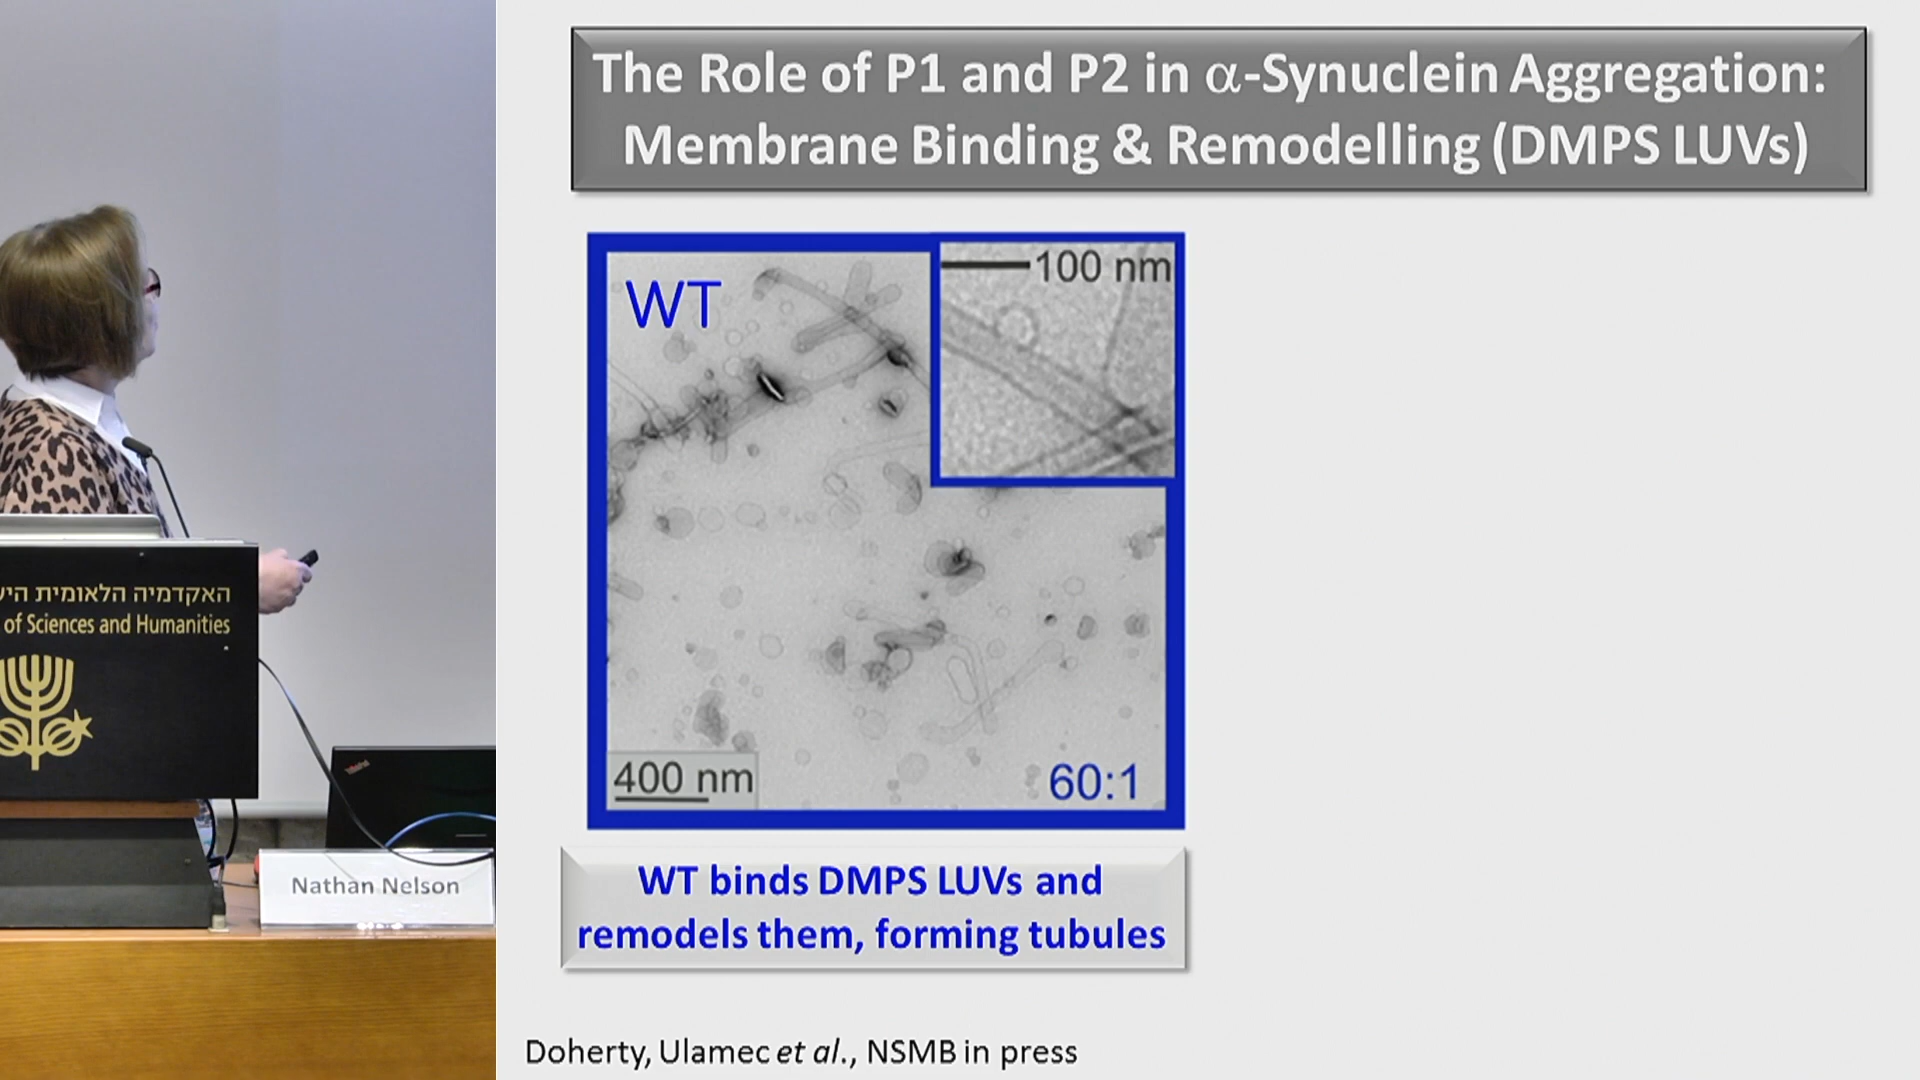 The Role of P1 and P2 in α-Synuclein Aggregation:
Membrane Binding & Remodelling (DMPS LUVs)
WT
100 nm
400 nm
60:1
WT binds DMPS LUVs and
remodels them, forming tubules
Doherty, Ulamec et al., NSMB in press
האקדמיה הלאומית
of Sciences and Humanities
ThinkPad
Nathan Nelson